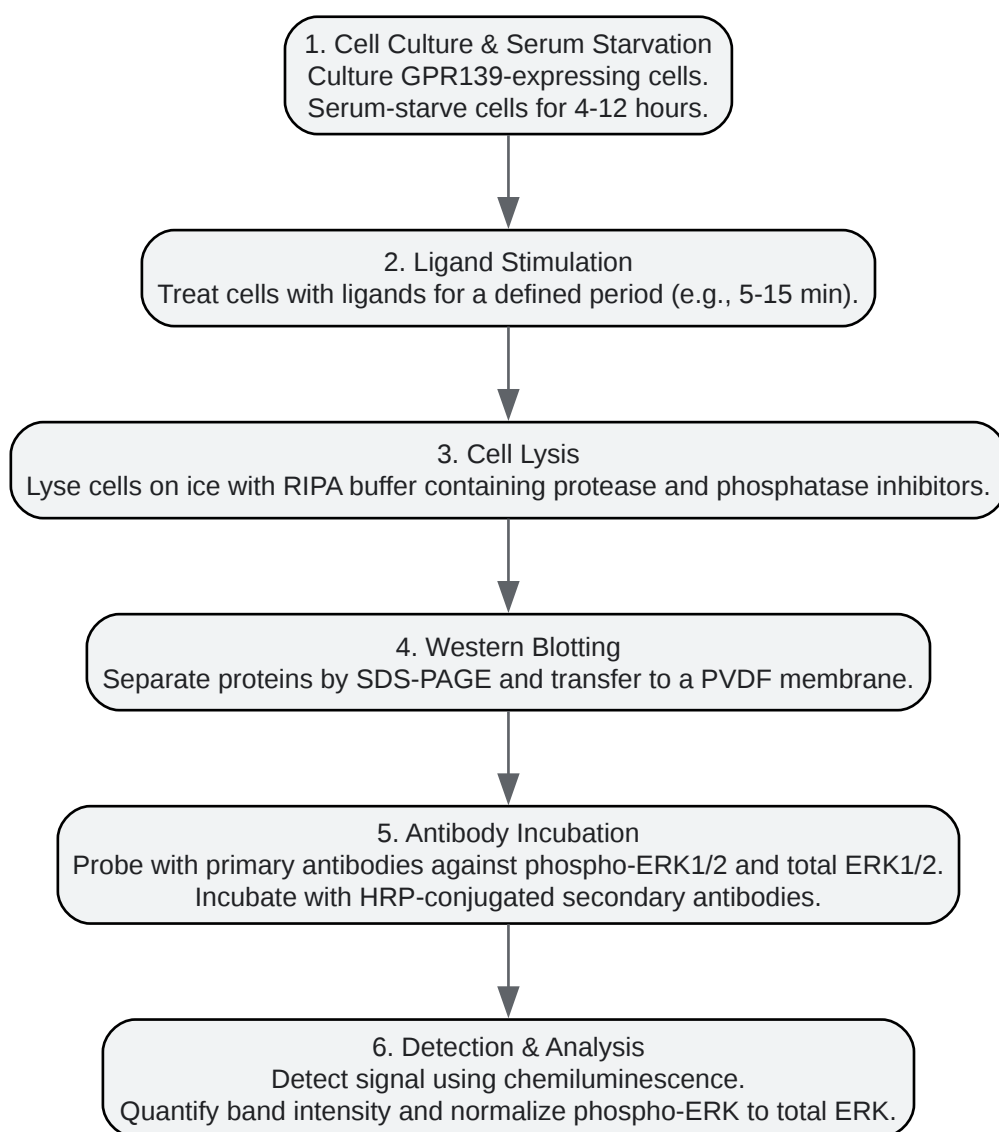 1. Cell Culture & Serum Starvation
Culture GPR139-expressing cells.
Serum-starve cells for 4-12 hours.
2. Ligand Stimulation
Treat cells with ligands for a defined period (e.g., 5-15 min).
3. Cell Lysis
Lyse cells on ice with RIPA buffer containing protease and phosphatase inhibitors.
4. Western Blotting
Separate proteins by SDS-PAGE and transfer to a PVDF membrane.
5. Antibody Incubation
Probe with primary antibodies against phospho-ERK1/2 and total ERK1/2.
Incubate with HRP-conjugated secondary antibodies.
6. Detection & Analysis
Detect signal using chemiluminescence.
Quantify band intensity and normalize phospho-ERK to total ERK.